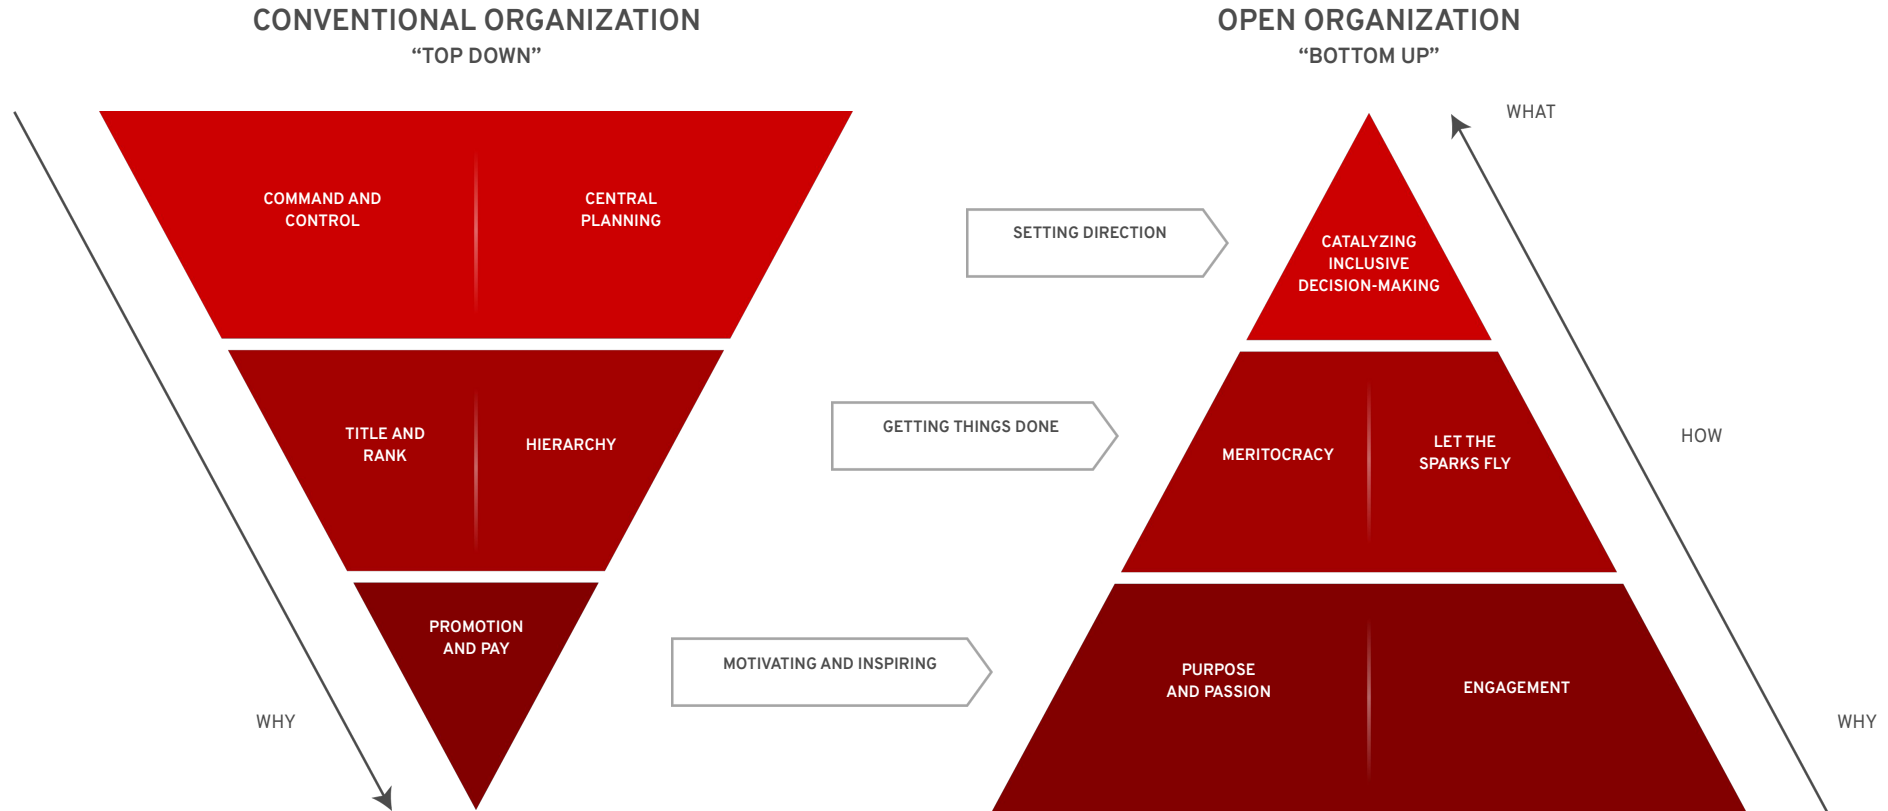 CONVENTIONAL ORGANIZATION
“TOP DOWN”
COMMAND AND
CONTROL
CENTRAL
PLANNING
TITLE AND
RANK
HIERARCHY
PROMOTION
AND PAY
WHY
SETTING DIRECTION
GETTING THINGS DONE
MOTIVATING AND INSPIRING
OPEN ORGANIZATION
“BOTTOM UP”
WHAT
CATALYZING
INCLUSIVE
DECISION-MAKING
HOW
MERITOCRACY
LET THE
SPARKS FLY
PURPOSE
AND PASSION
ENGAGEMENT
WHY